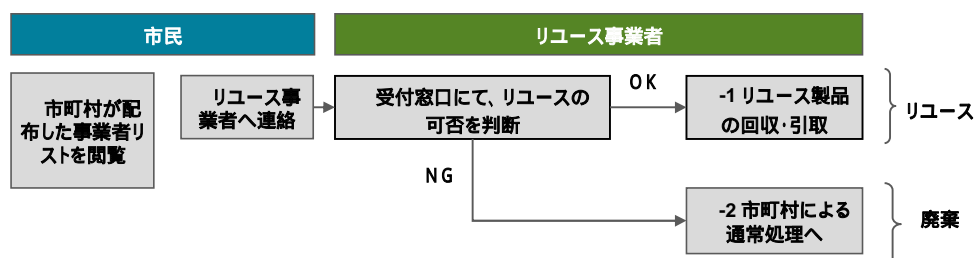 市民
リユース事業者
市町村が配
布した事業者リ
ストを閲覧
リユース事
業者へ連絡
受付窓口にて、リユースの
可否を判断
OK
-1 リユース製品
の回収・引取
リユース
NG
-2 市町村による
通常処理へ
廃棄